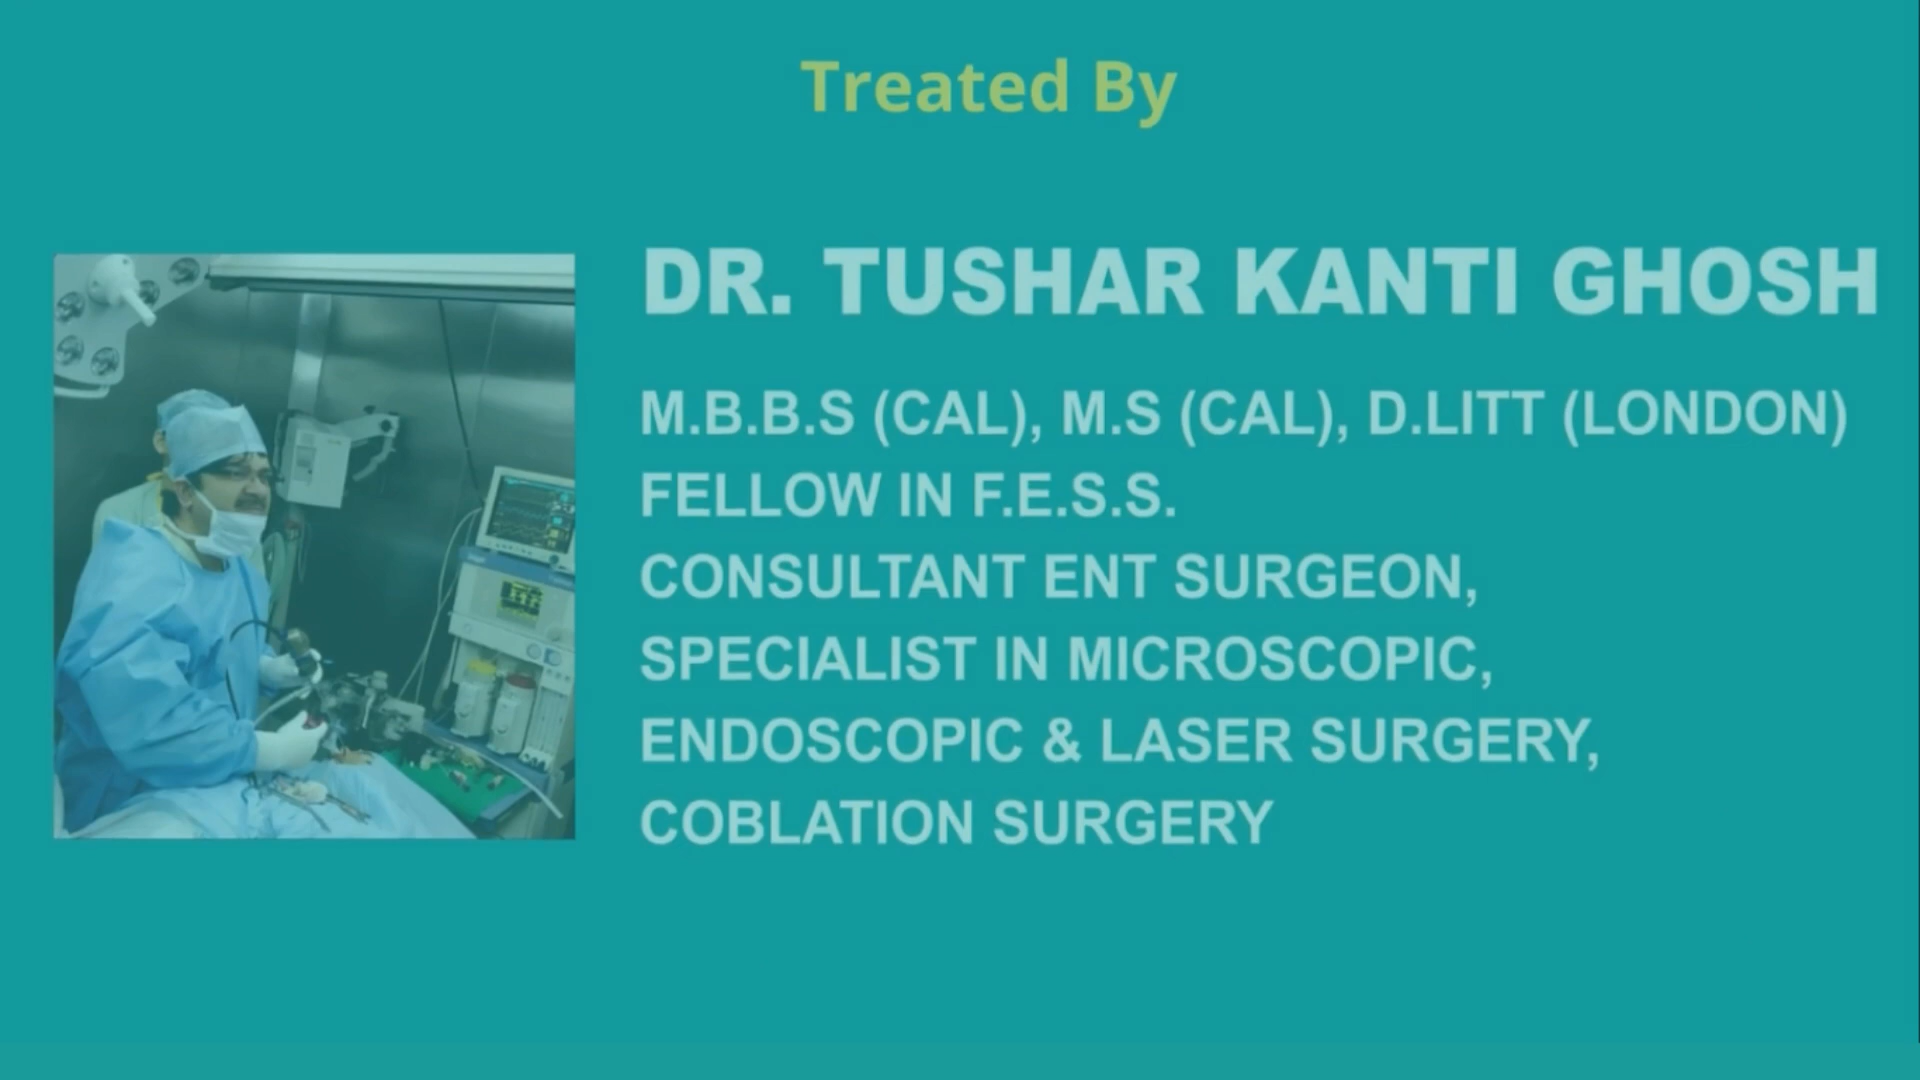 Treated By
DR. TUSHAR KANTI GHOSH
M.B.B.S (CAL), M.S (CAL), D.LITT (LONDON)
FELLOW IN F.E.S.S.
CONSULTANT ENT SURGEON,
SPECIALIST IN MICROSCOPIC,
ENDOSCOPIC & LASER SURGERY,
COBLATION SURGERY